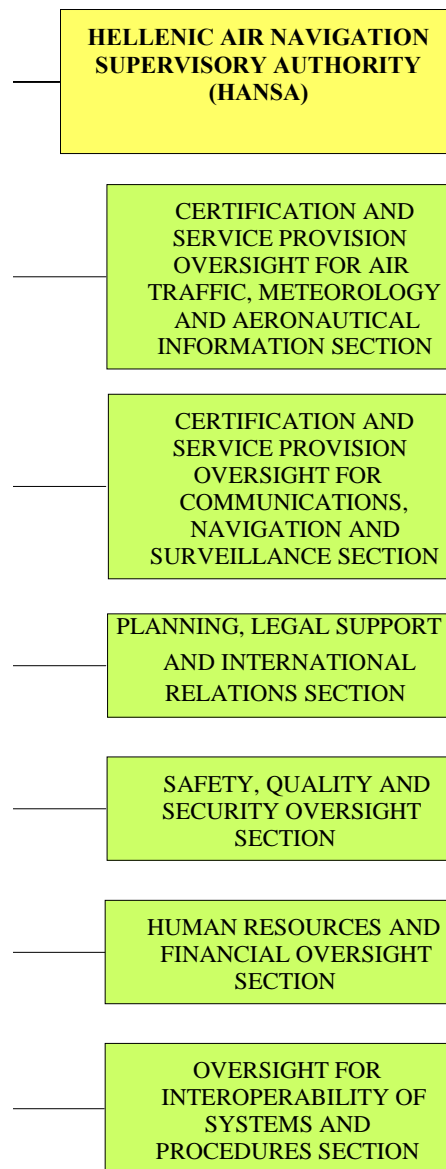 HELLENIC AIR NAVIGATION
SUPERVISORY AUTHORITY
(HANSA)
CERTIFICATION AND
SERVICE PROVISION
OVERSIGHT FOR AIR
TRAFFIC, METEOROLOGY
AND AERONAUTICAL
INFORMATION SECTION
CERTIFICATION AND
SERVICE PROVISION
OVERSIGHT FOR
COMMUNICATIONS,
NAVIGATION AND
SURVEILLANCE SECTION
PLANNING, LEGAL SUPPORT
AND INTERNATIONAL
RELATIONS SECTION
SAFETY, QUALITY AND
SECURITY OVERSIGHT
SECTION
HUMAN RESOURCES AND
FINANCIAL OVERSIGHT
SECTION
OVERSIGHT FOR
INTEROPERABILITY OF
SYSTEMS AND
PROCEDURES SECTION